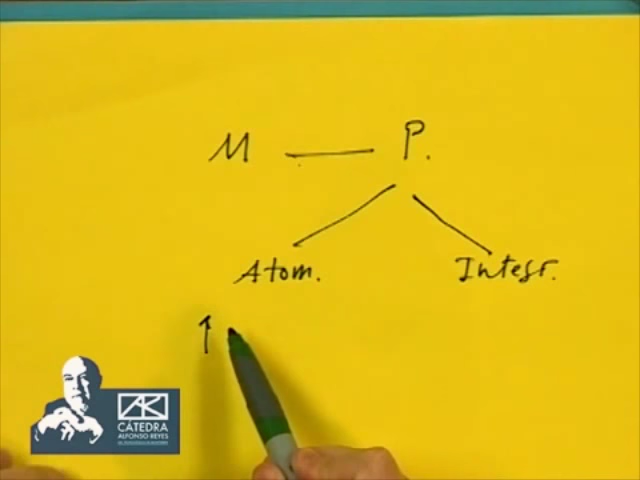 M — P.
Atom. Integr.
↑
CÁTEDRA
ALFONSO REYES